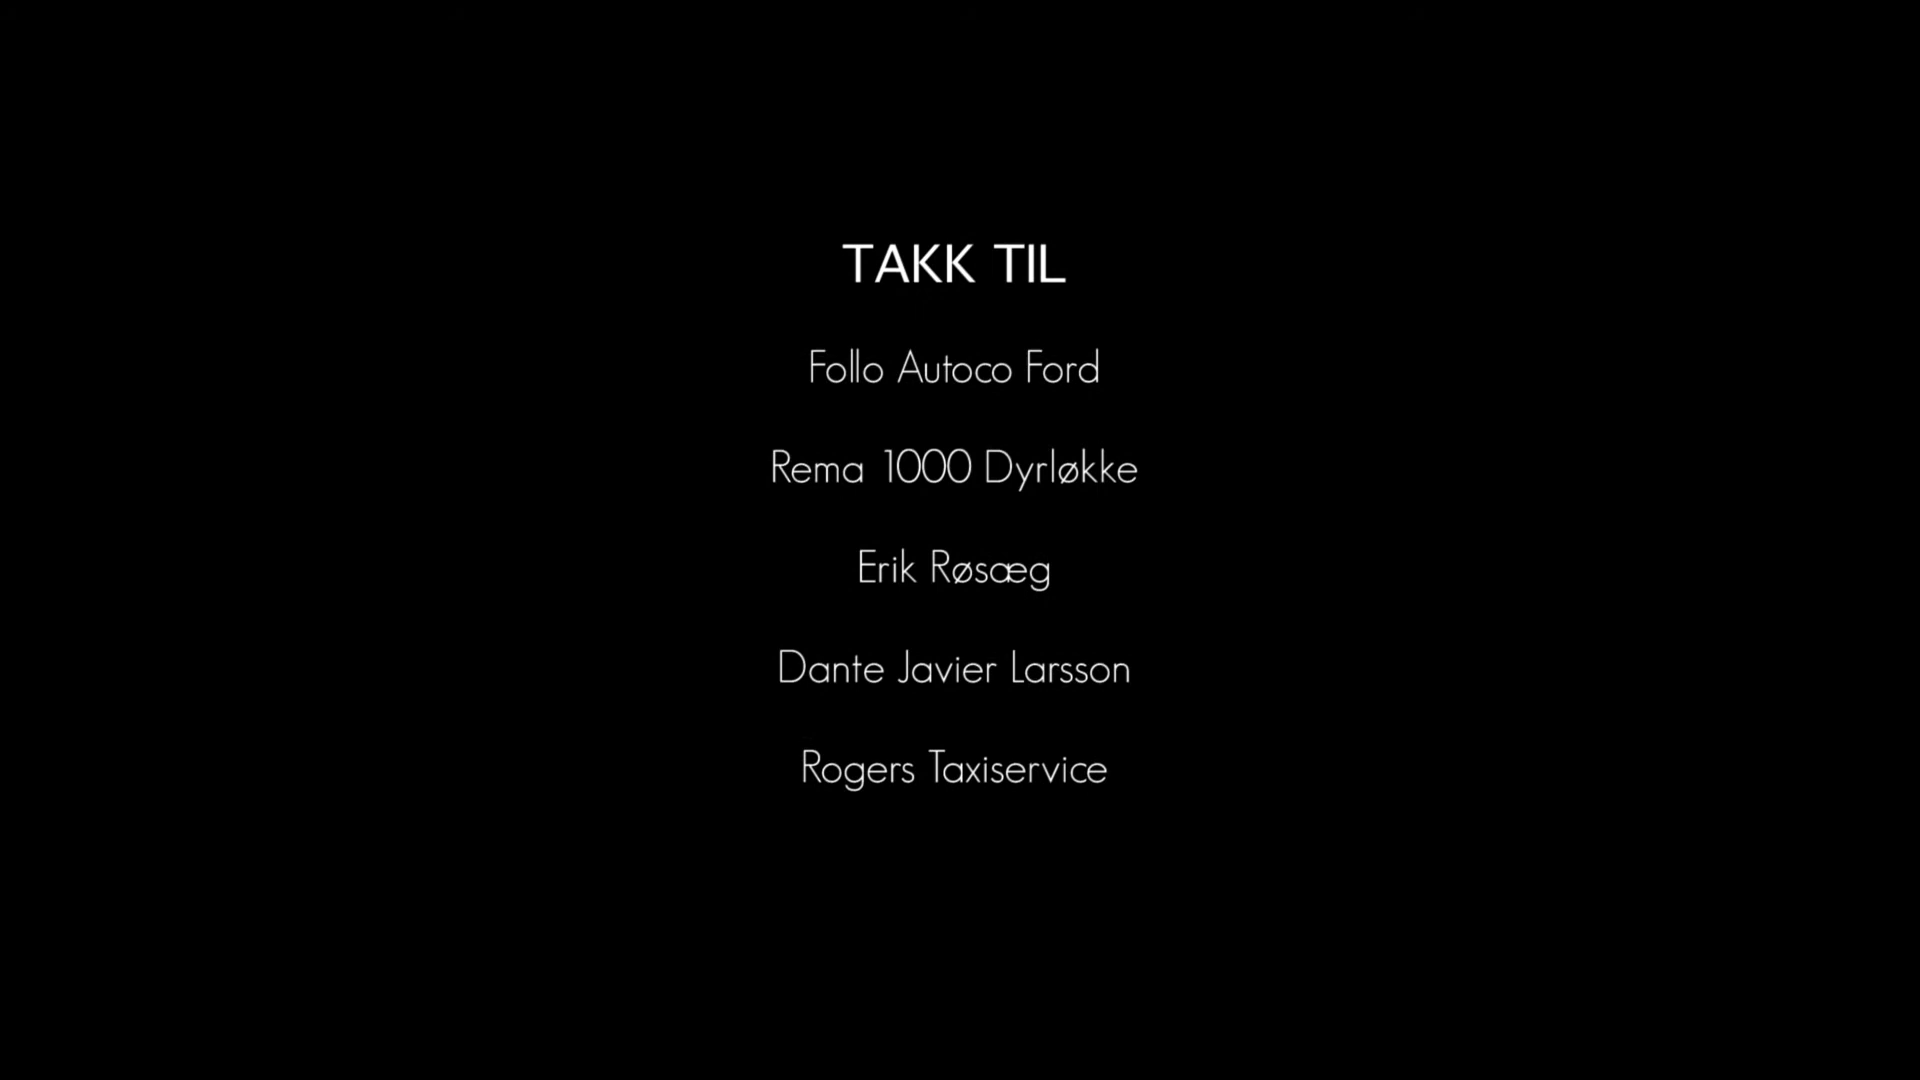 TAKK TIL
Follo Autoco Ford
Rema 1000 Dyrløkke
Erik Røsæg
Dante Javier Larsson
Rogers Taxiservice